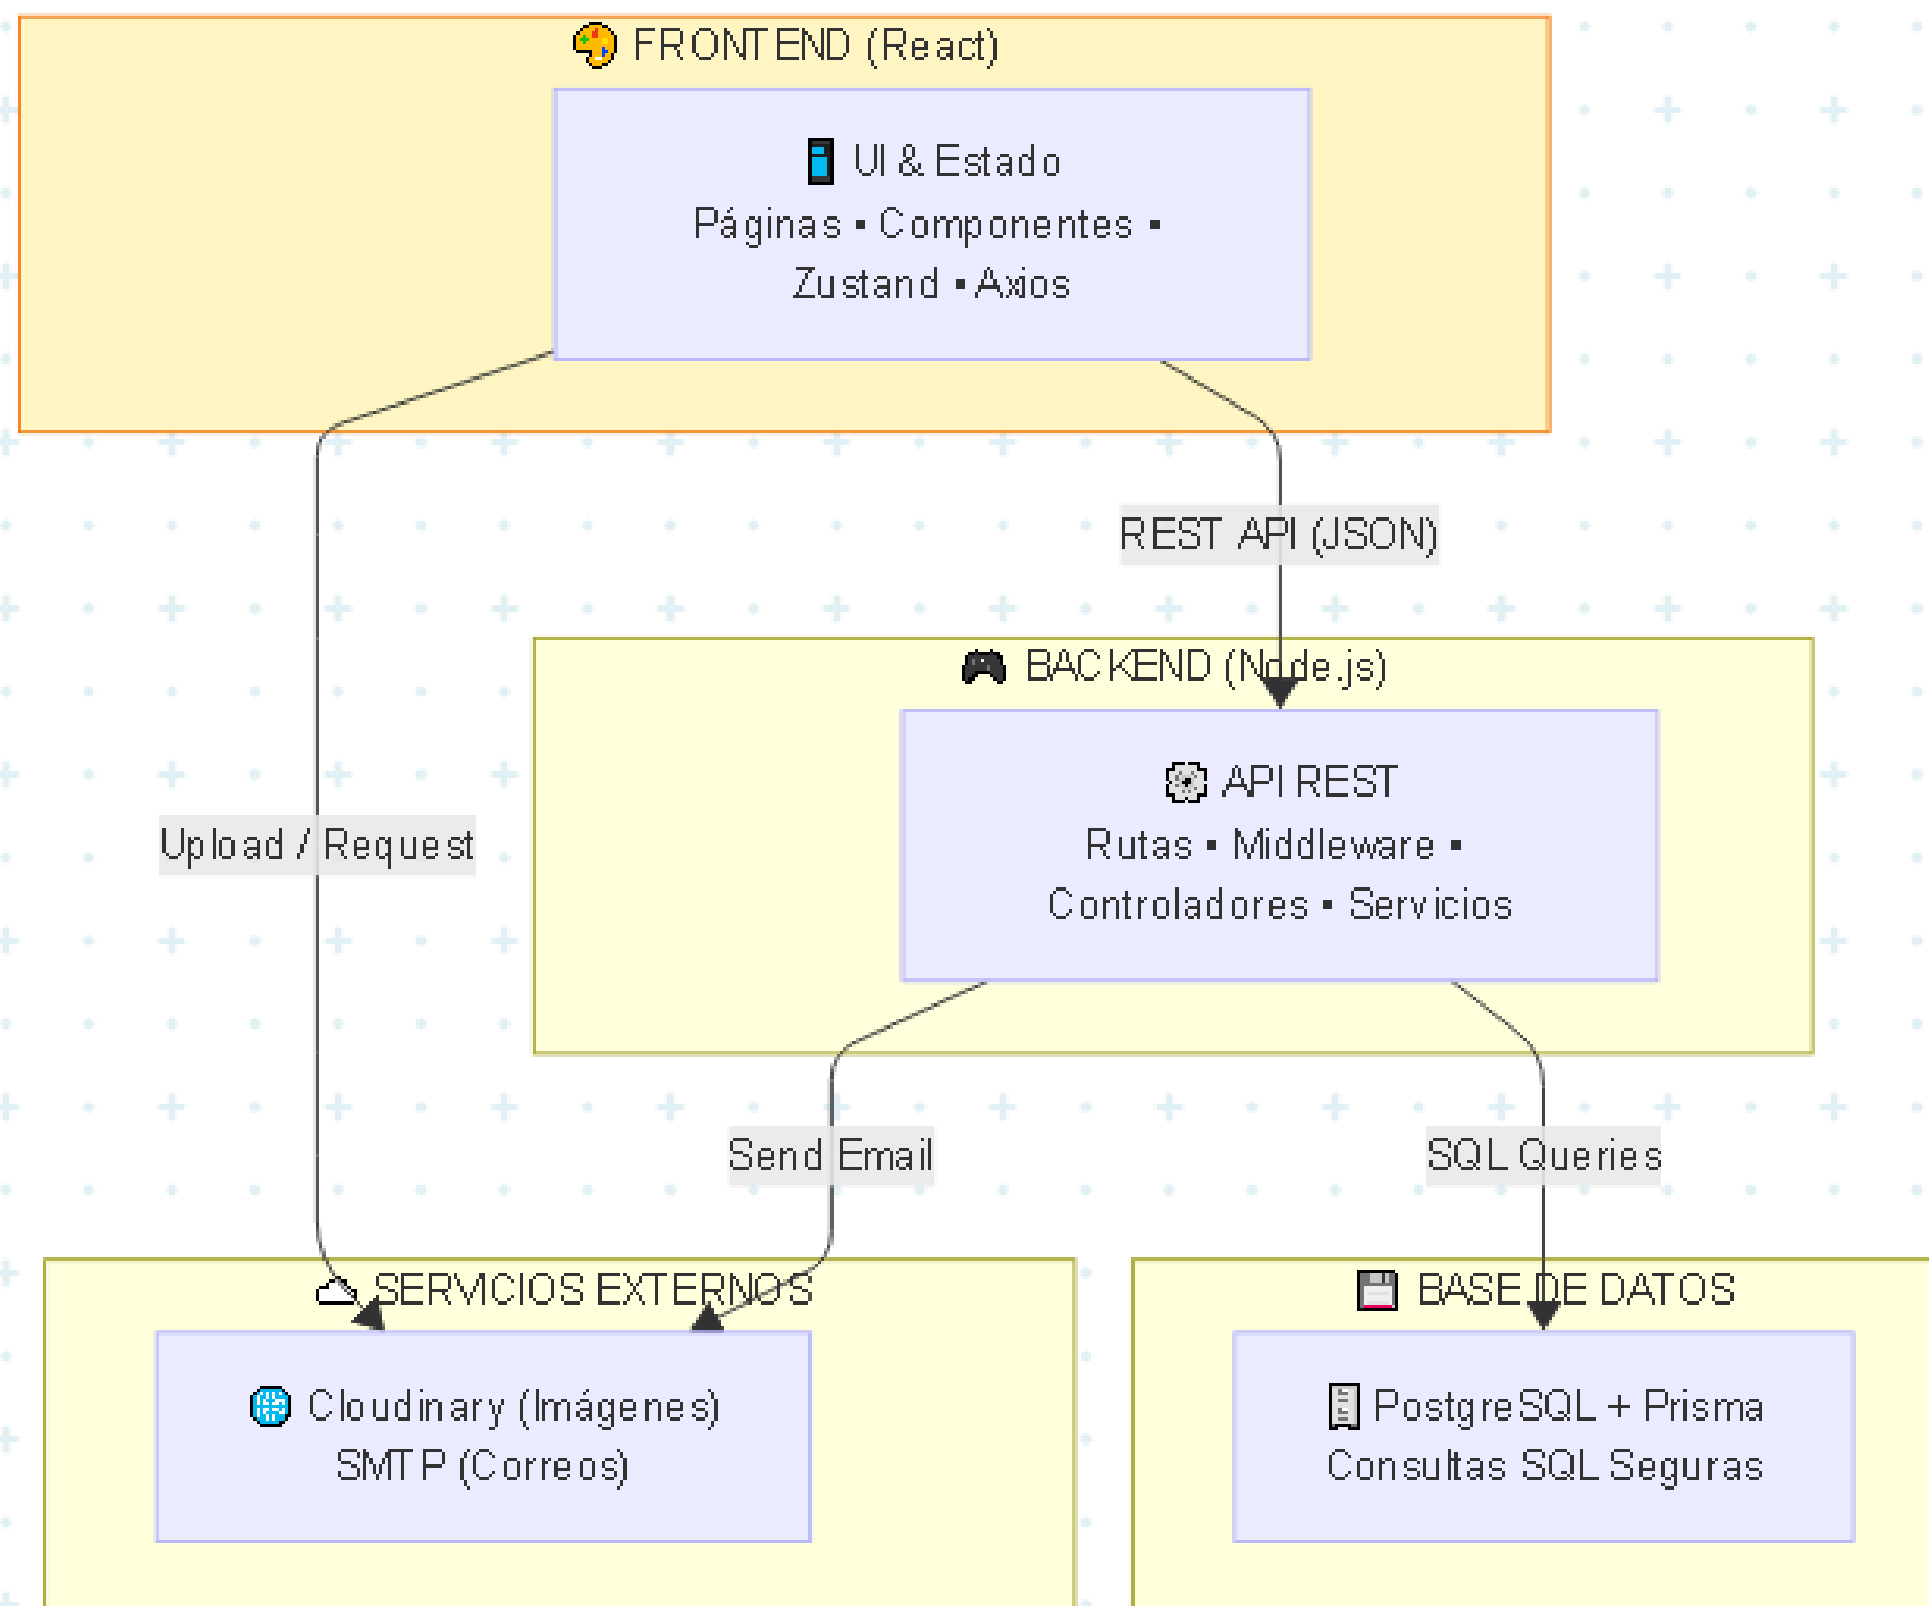 FRONTEND (React)
UI & Estado
Páginas ▪ Componentes ▪
Zustand ▪ Axios
REST API (JSON)
BACKEND (Node.js)
API REST
Rutas ▪ Middleware ▪
Controladores ▪ Servicios
Upload / Request
Send Email
SQL Queries
SERVICIOS EXTERNOS
Cloudinary (Imágenes)
SMTP (Correos)
BASE DE DATOS
PostgreSQL + Prisma
Consultas SQL Seguras